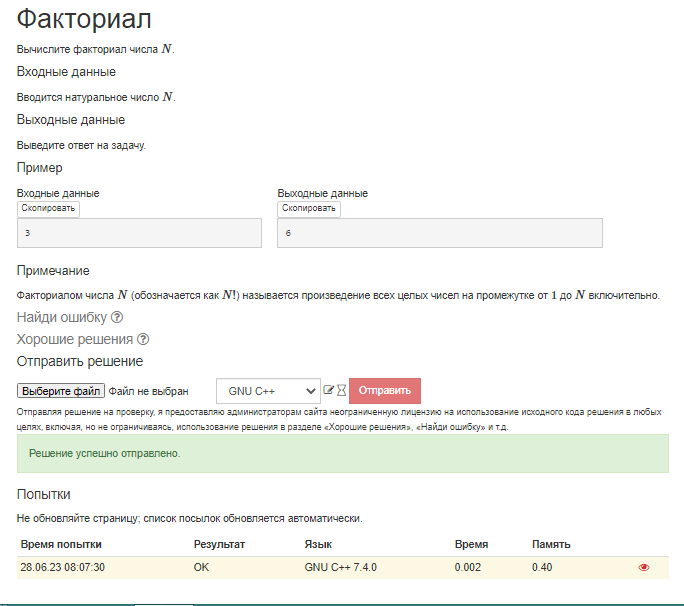 Факториал
Вычислите факториал числа N.
Входные данные
Вводится натуральное число N.
Выходные данные
Выведите ответ на задачу.
Пример
Входные данные Выходные данные
Скопировать Скопировать
3 6
Примечание
Факториалом числа N (обозначается как N!) называется произведение всех целых чисел на промежутке от 1 до N включительно.
Найди ошибку ?
Хорошие решения ?
Отправить решение
Выберите файл Файл не выбран GNU C++ Отправить
Отправляя решение на проверку, я предоставляю администраторам сайта неограниченную лицензию на использование исходного кода решения в любых
целях, включая, но не ограничиваясь, использование решения в разделе «Хорошие решения», «Найди ошибку» и т.д.
Решение успешно отправлено.
Попытки
Не обновляйте страницу; список посылок обновляется автоматически.
Время попытки Результат Язык Время Память
28.06.23 08:07:30 OK GNU C++ 7.4.0 0.002 0.40